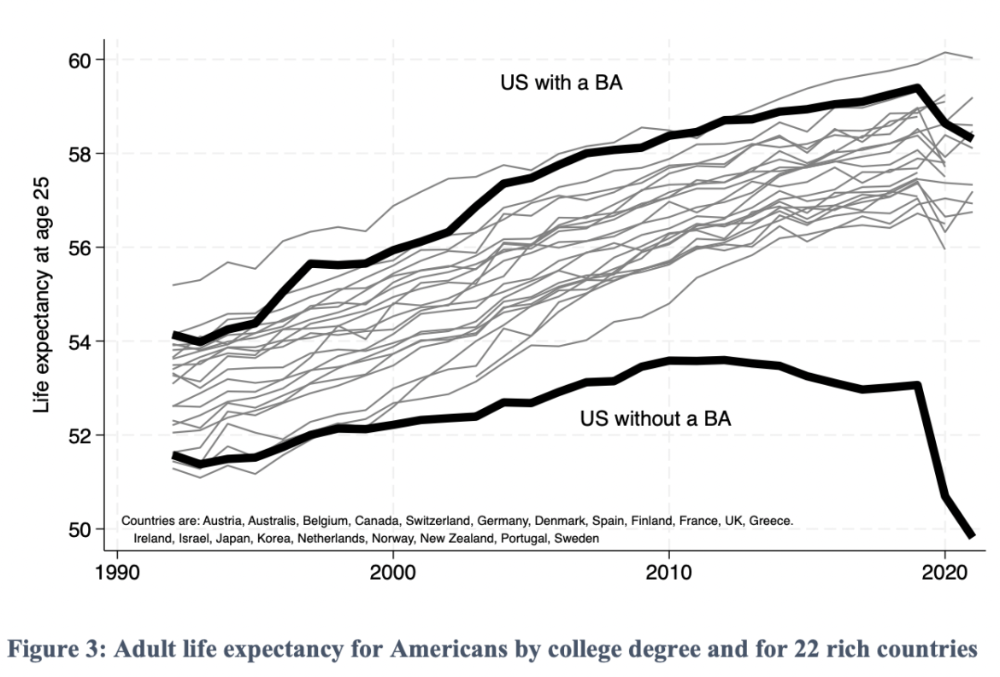 60
US with a BA
58
56
54
52
50
Life expectancy at age 25
US without a BA
Countries are: Austria, Australis, Belgium, Canada, Switzerland, Germany, Denmark, Spain, Finland, France, UK, Greece.
Ireland, Israel, Japan, Korea, Netherlands, Norway, New Zealand, Portugal, Sweden
1990 2000 2010 2020
Figure 3: Adult life expectancy for Americans by college degree and for 22 rich countries